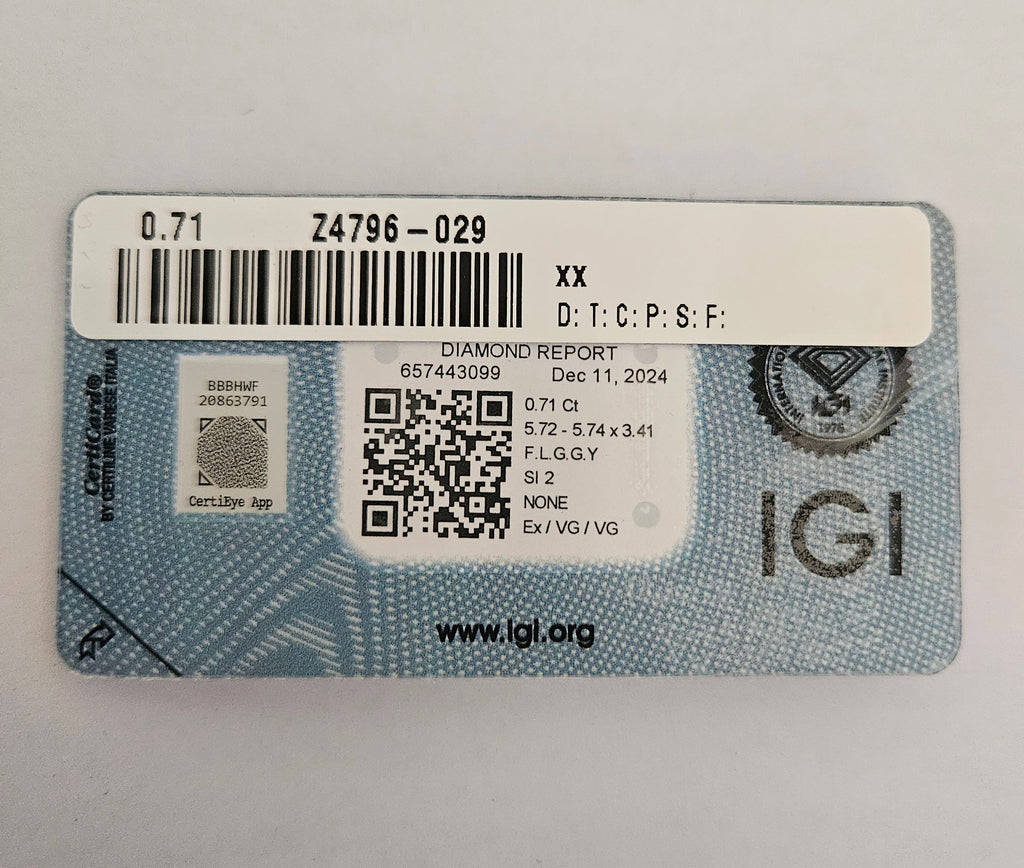 0.71 Z4796-029
XX
D: T: C: P: S: F:
DIAMOND REPORT
657443099 Dec 11, 2024
0.71 Ct
5.72 - 5.74 x 3.41
F.L.G.G.Y
SI 2
NONE
Ex / VG / VG
BBBHWF
20863791
CertiEye App
CertiCard®
BY CERTILINE WIRESE ITALIA
1975
IGI
www.igi.org